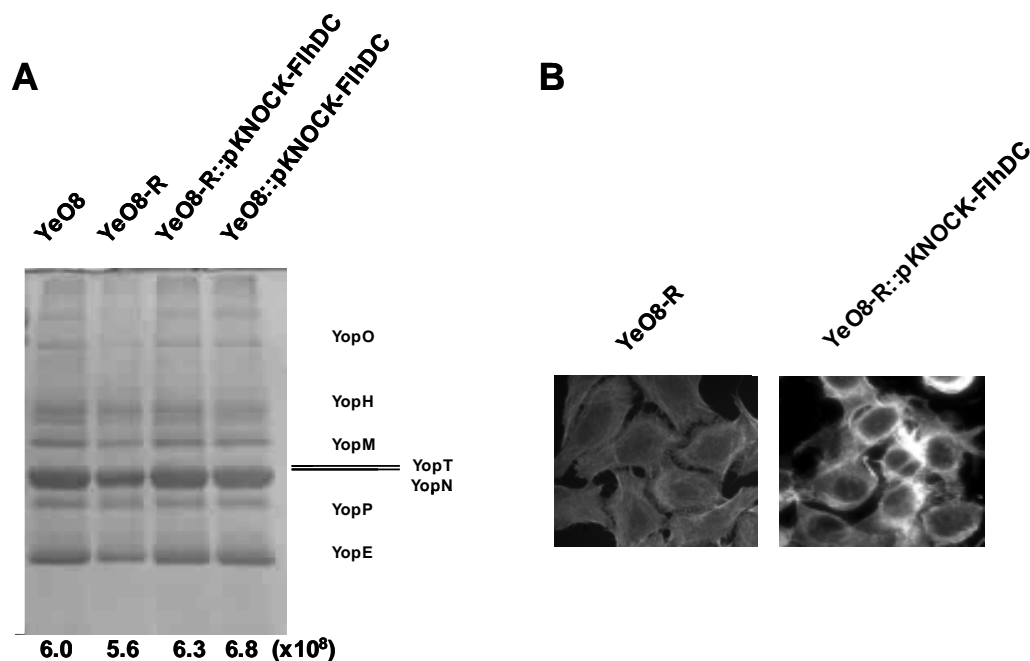 A
YeO8
YeO8-R
YeO8-R::pKNOCK-FlhDC
YeO8::pKNOCK-FlhDC
YopO
YopH
YopM
YopT
YopN
YopP
YopE
6.0 5.6 6.3 6.8 (x10⁸)
B
YeO8-R
YeO8-R::pKNOCK-FlhDC